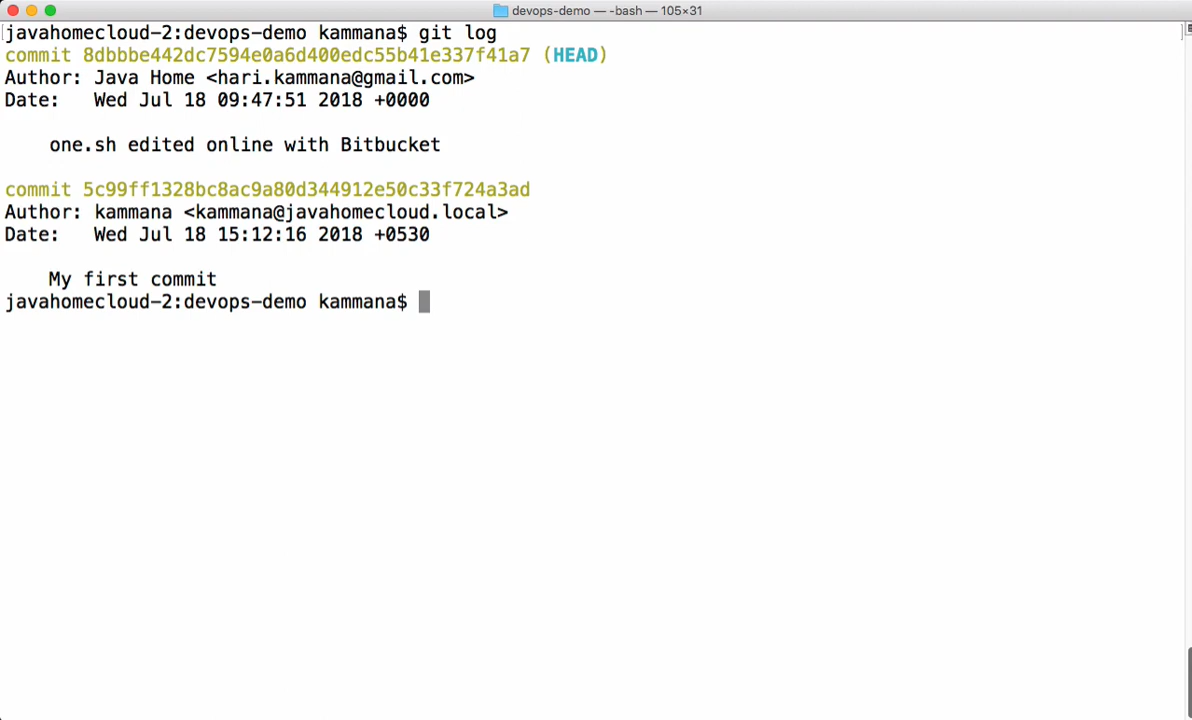 devops-demo — -bash — 105×31
javahomecloud-2:devops-demo kammana$ git log
commit 8dbbbe442dc7594e0a6d400edc55b41e337f41a7 (HEAD)
Author: Java Home <hari.kammana@gmail.com>
Date:   Wed Jul 18 09:47:51 2018 +0000
one.sh edited online with Bitbucket
commit 5c99ff1328bc8ac9a80d344912e50c33f724a3ad
Author: kammana <kammana@javahomecloud.local>
Date:   Wed Jul 18 15:12:16 2018 +0530
My first commit
javahomecloud-2:devops-demo kammana$